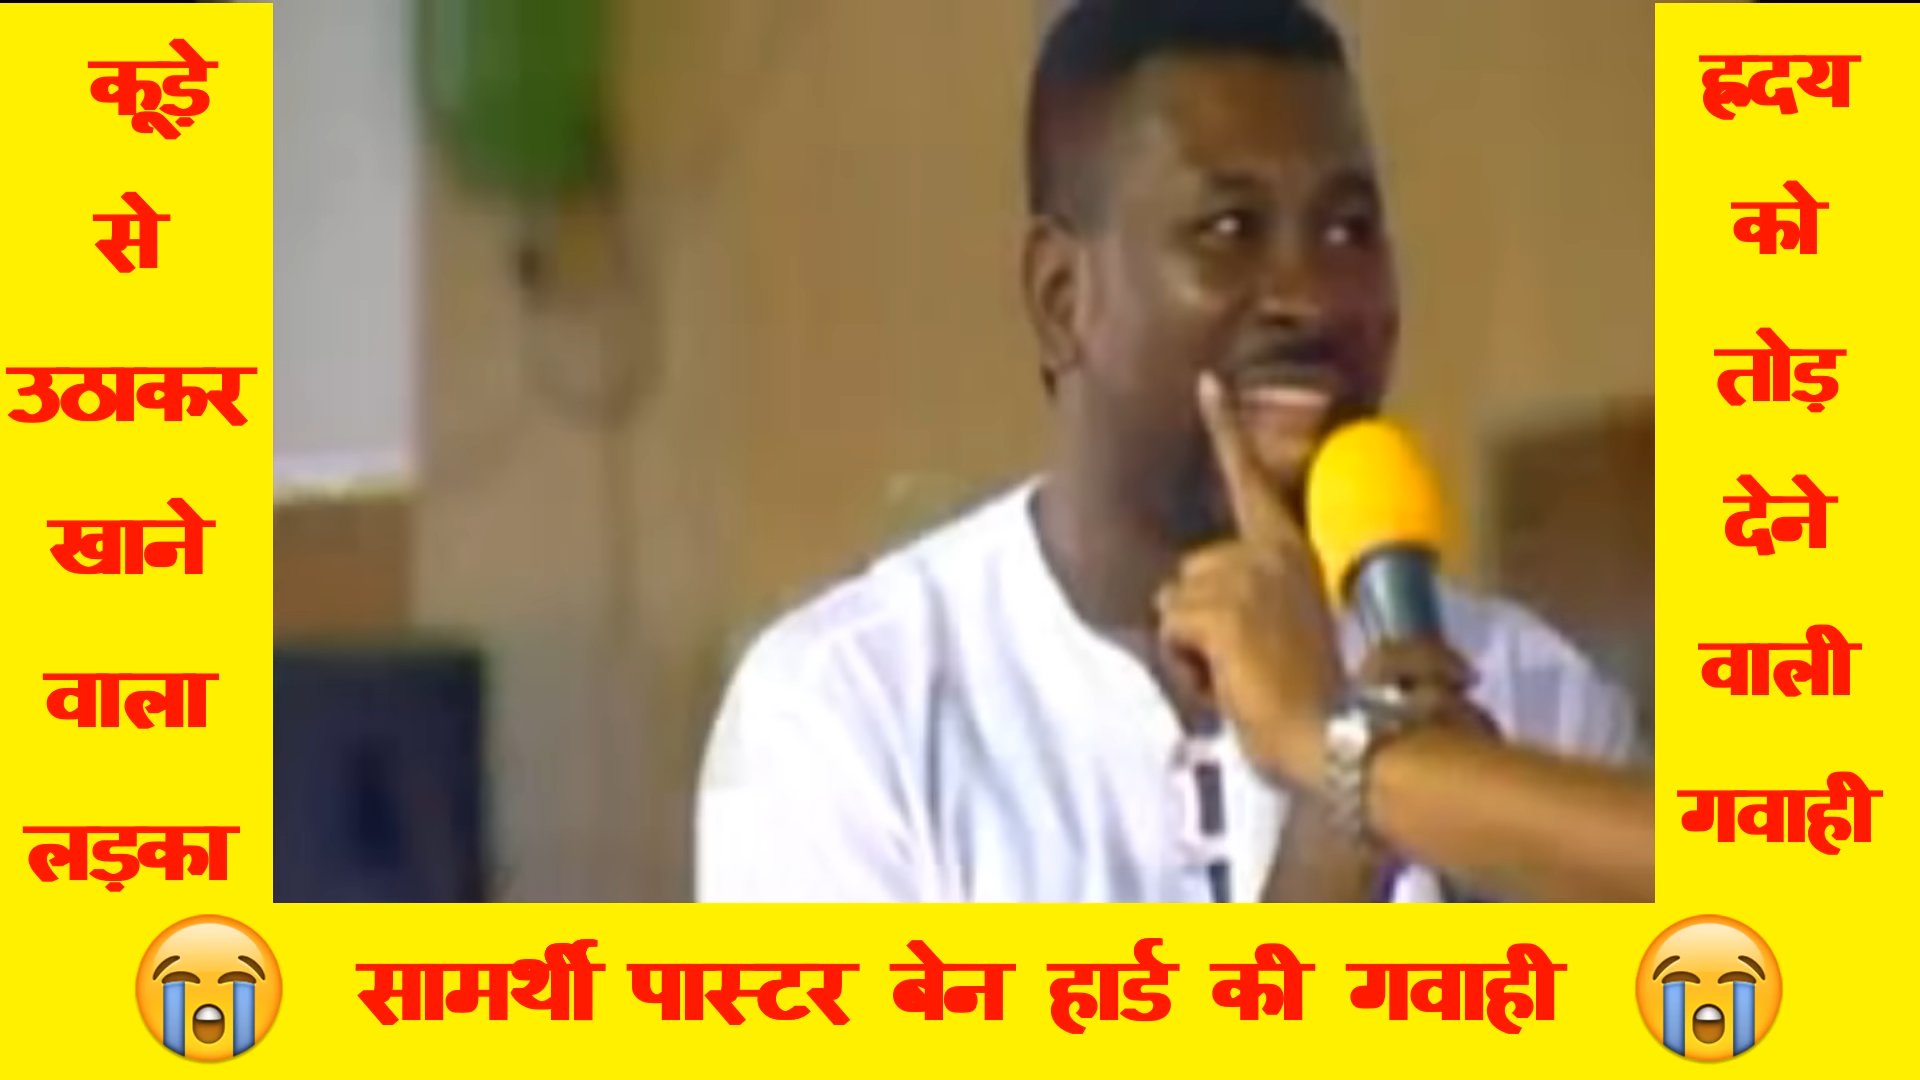 कूड़े
से
उठाकर
खाने
वाला
लड़का
ह्रदय
को
तोड़
देने
वाली
गवाही
सामर्थी पास्टर बेन हार्ड की गवाही